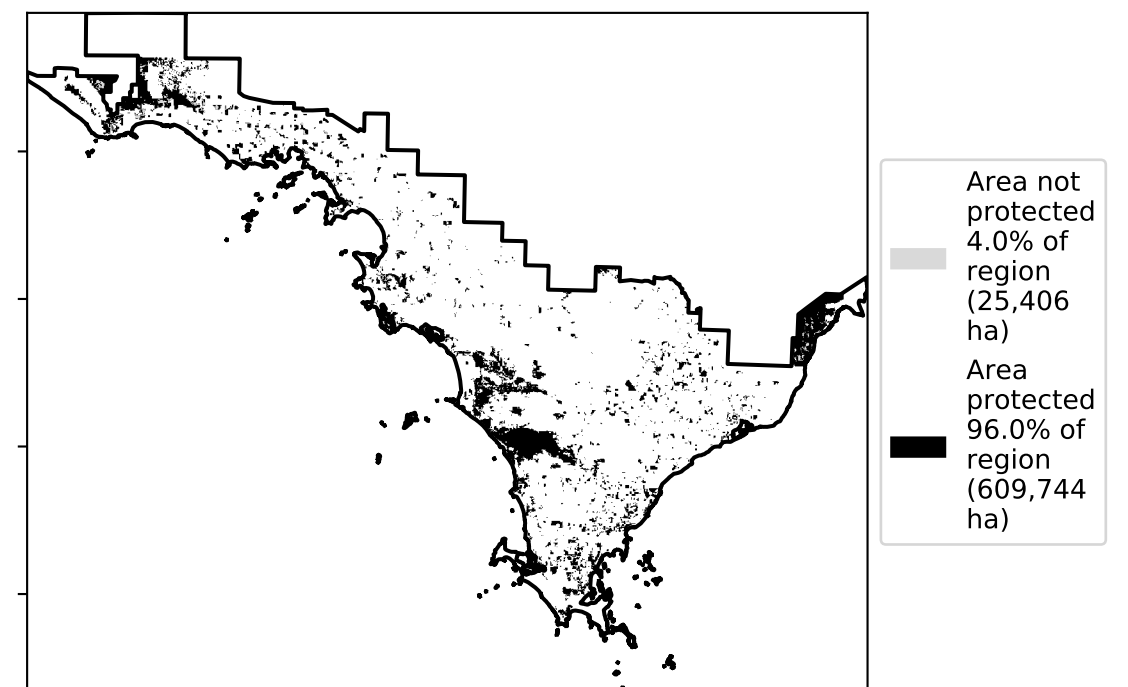 Area not
protected
4.0% of
region
(25,406
ha)
Area
protected
96.0% of
region
(609,744
ha)